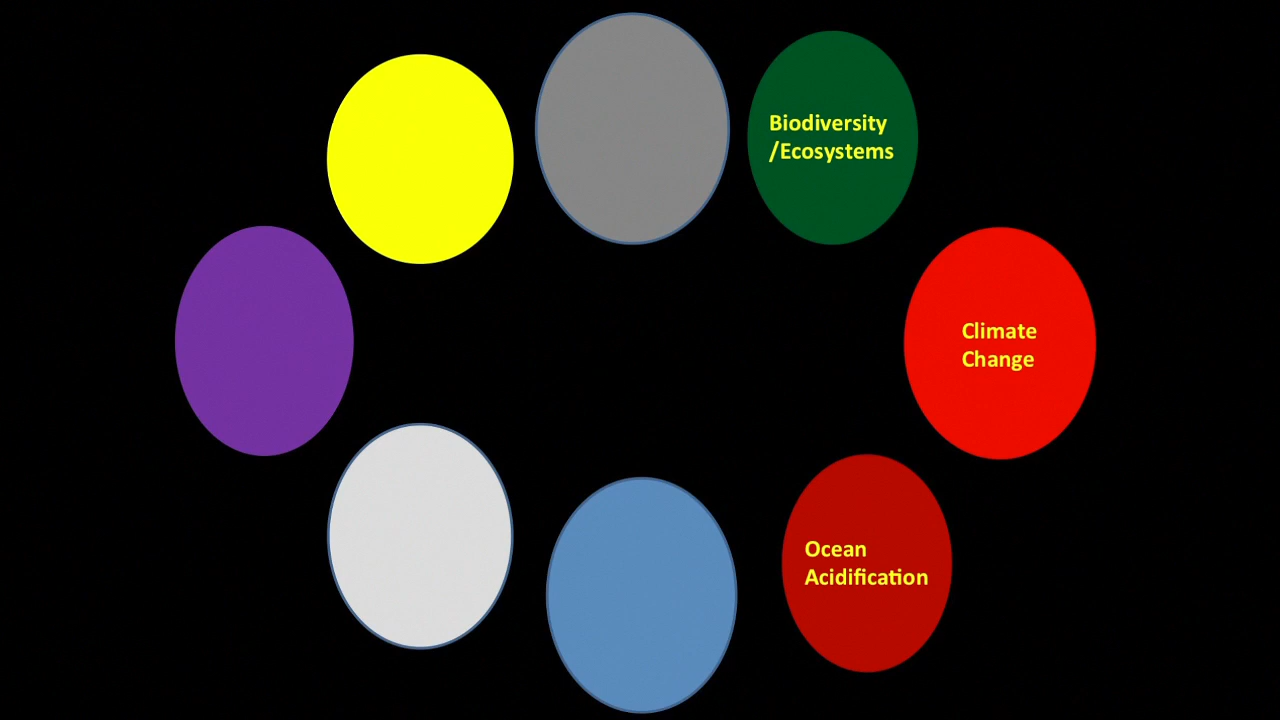 Biodiversity
/Ecosystems
Climate
Change
Ocean
Acidification